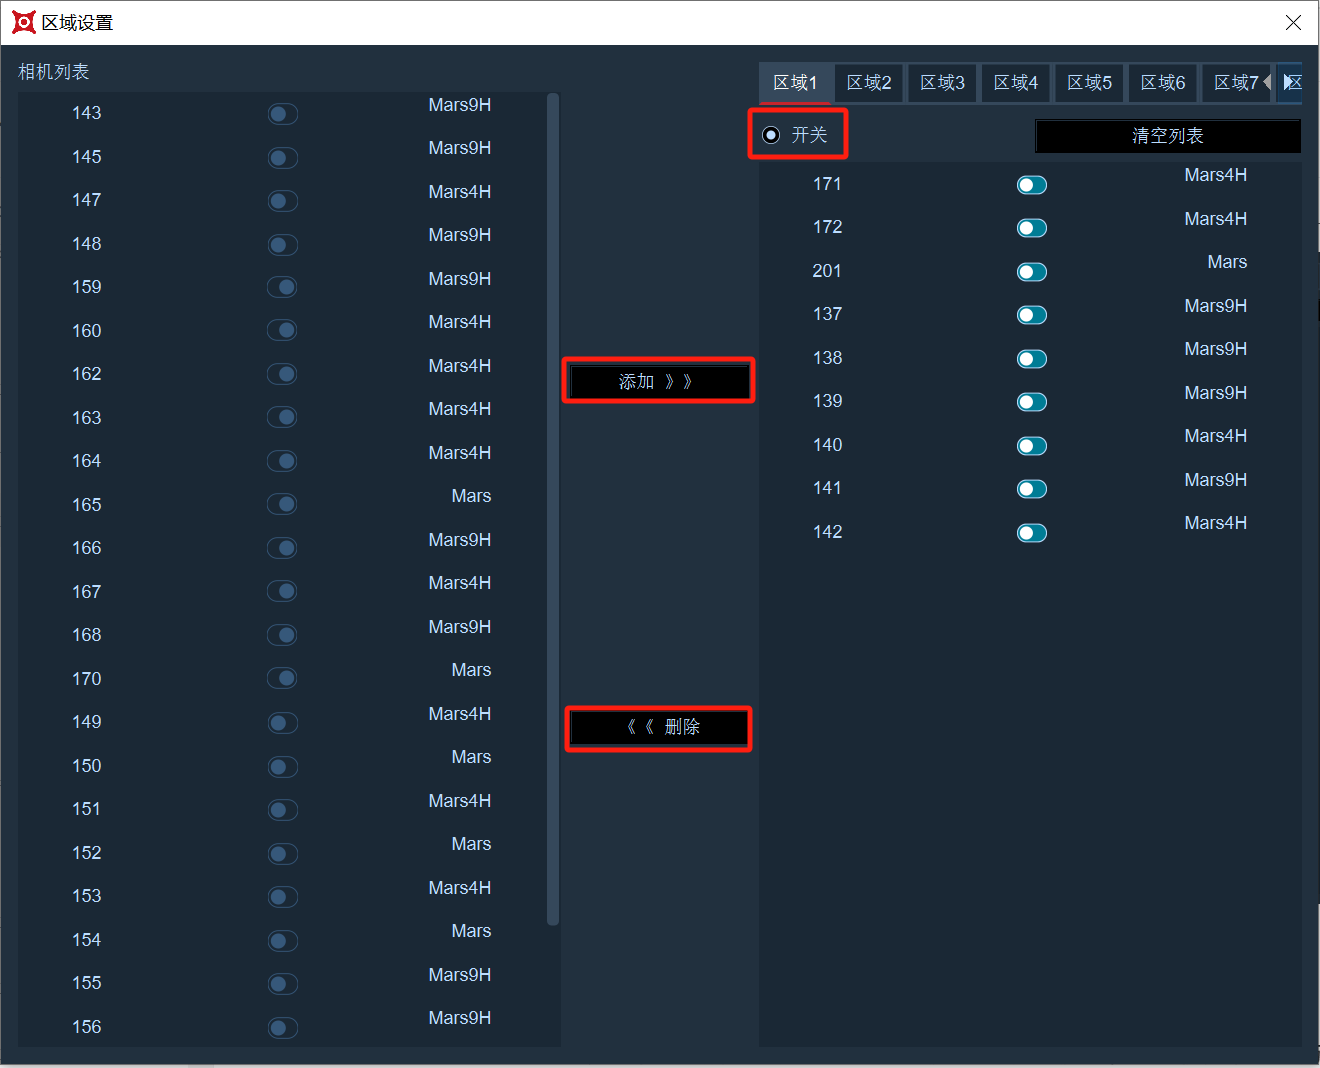 区域设置
相机列表
143 Mars9H
145 Mars9H
147 Mars4H
148 Mars9H
159 Mars9H
160 Mars4H
162 Mars4H
163 Mars4H
164 Mars4H
165 Mars
166 Mars9H
167 Mars4H
168 Mars9H
170 Mars
149 Mars4H
150 Mars
151 Mars4H
152 Mars
153 Mars4H
154 Mars
155 Mars9H
156 Mars9H
添加 》》
《《 删除
区域1 区域2 区域3 区域4 区域5 区域6 区域7 区
开关
清空列表
171 Mars4H
172 Mars4H
201 Mars
137 Mars9H
138 Mars9H
139 Mars9H
140 Mars4H
141 Mars9H
142 Mars4H